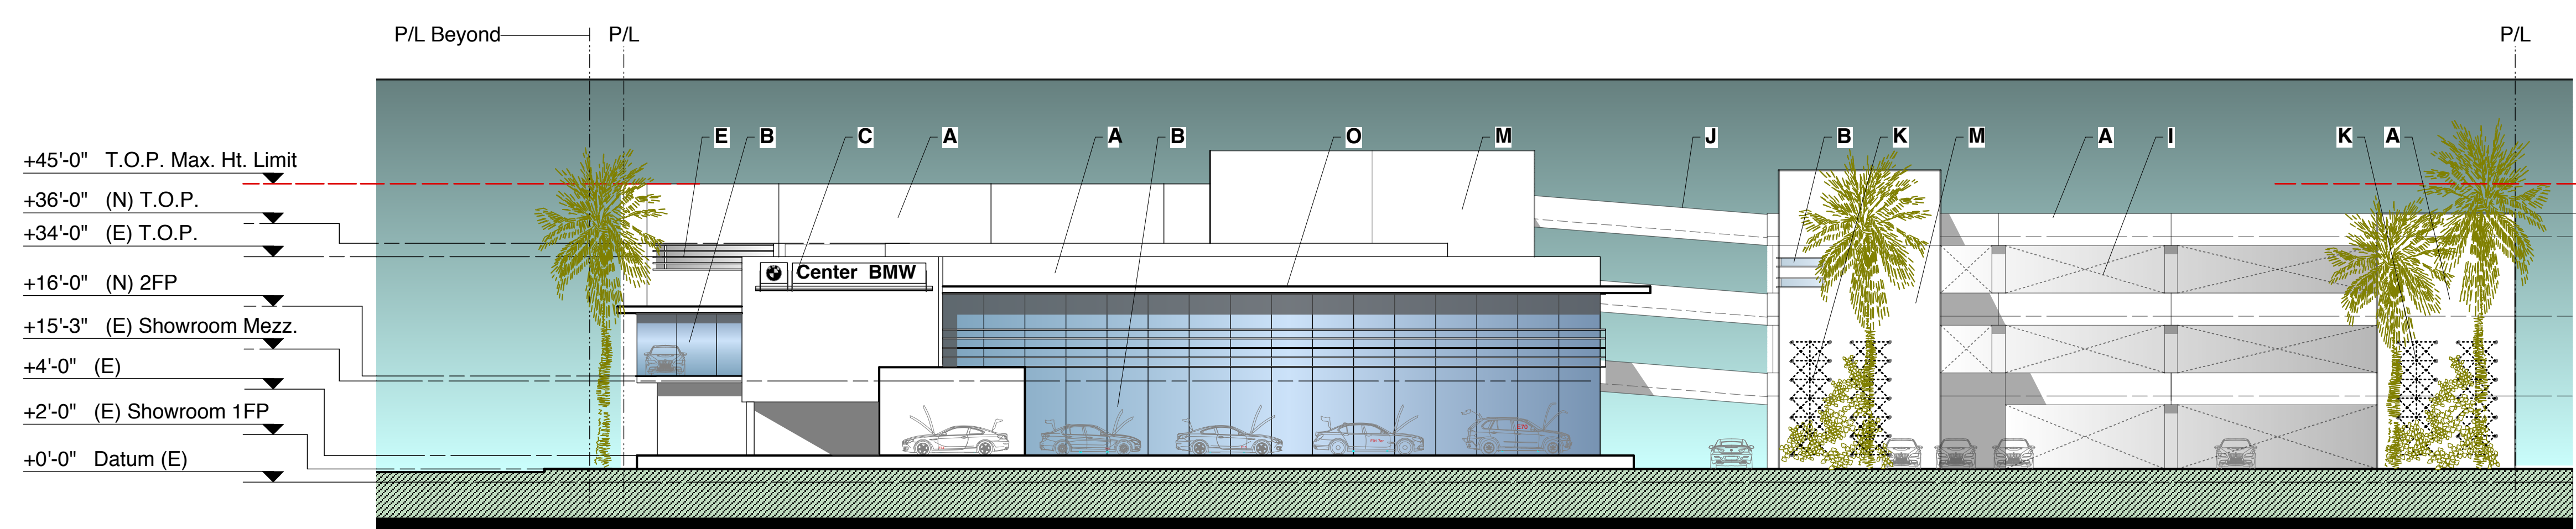 P/L Beyond P/L P/L
E B C A A B O M J B K M A I K A
+45'-0" T.O.P. Max. Ht. Limit
+36'-0" (N) T.O.P.
+34'-0" (E) T.O.P.
+16'-0" (N) 2FP
+15'-3" (E) Showroom Mezz.
+4'-0" (E)
+2'-0" (E) Showroom 1FP
+0'-0" Datum (E)
Center BMW